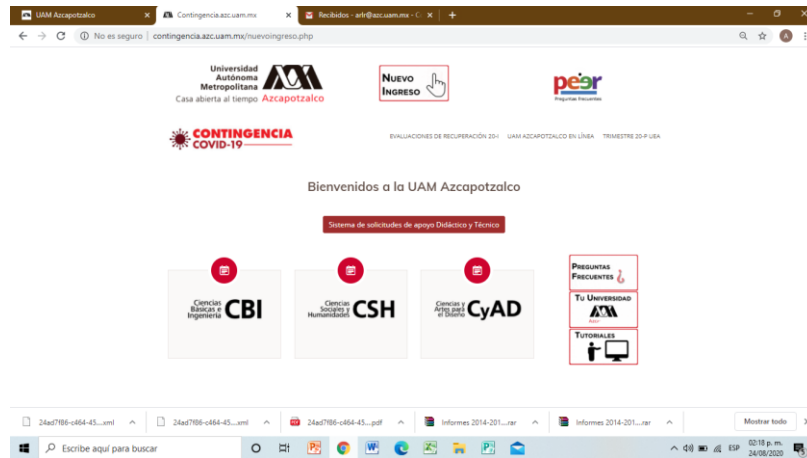 UAM Azcapotzalco
Contingencia.azc.uam.mx
Recibidos - arlr@azc.uam.mx - C
No es seguro | contingencia.azc.uam.mx/nuevoingreso.php
A
Universidad
Autónoma
Metropolitana
Casa abierta al tiempo Azcapotzalco
NUEVO
INGRESO
peer
Preguntas frecuentes
CONTINGENCIA
COVID-19
EVALUACIONES DE RECUPERACIÓN 20-I UAM AZCAPOTZALCO EN LÍNEA TRIMESTRE 20-P UEA
Bienvenidos a la UAM Azcapotzalco
Sistema de solicitudes de apoyo Didáctico y Técnico
Ciencias
Básicas e
Ingeniería CBI
Ciencias
Sociales y
Humanidades CSH
Ciencias y
Artes para
el Diseño CyAD
PREGUNTAS
FRECUENTES
TU UNIVERSIDAD
TUTORIALES
24ad7f86-c464-45....xml
24ad7f86-c464-45....xml
24ad7f86-c464-45....pdf
Informes 2014-201....rar
Informes 2014-201....rar
Mostrar todo
Escribe aquí para buscar
ESP
02:18 p. m.
24/08/2020